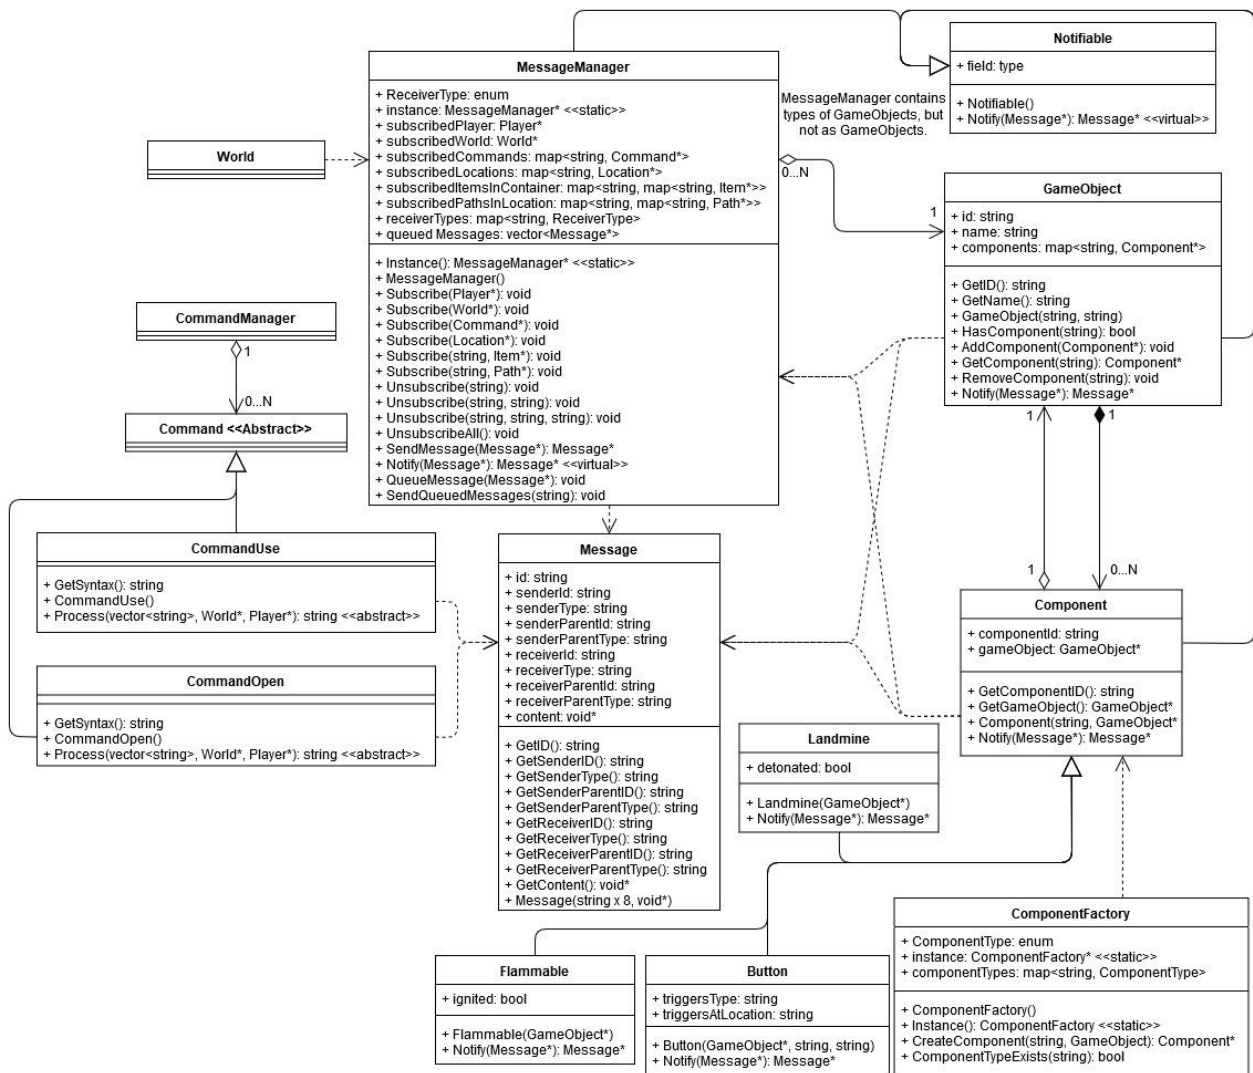 Notifiable
+ field: type
+ Notifiable()
+ Notify(Message*): Message* <<virtual>>
MessageManager
+ ReceiverType: enum
+ instance: MessageManager* <<static>>
+ subscribedPlayer: Player*
+ subscribedWorld: World*
+ subscribedCommands: map<string, Command*>
+ subscribedLocations: map<string, Location*>
+ subscribedItemsInContainer: map<string, map<string, Item*>>
+ subscribedPathsInLocation: map<string, map<string, Path*>>
+ receiverTypes: map<string, ReceiverType>
+ queued Messages: vector<Message*>
+ Instance(): MessageManager* <<static>>
+ MessageManager()
+ Subscribe(Player*): void
+ Subscribe(World*): void
+ Subscribe(Command*): void
+ Subscribe(Location*): void
+ Subscribe(string, Item*): void
+ Subscribe(string, Path*): void
+ Unsubscribe(string): void
+ Unsubscribe(string, string): void
+ Unsubscribe(string, string, string): void
+ UnsubscribeAll(): void
+ SendMessage(Message*): Message*
+ Notify(Message*): Message* <<virtual>>
+ QueueMessage(Message*): void
+ SendQueuedMessages(string): void
MessageManager contains
types of GameObjects, but
not as GameObjects.
0...N
1
World
GameObject
+ id: string
+ name: string
+ components: map<string, Component*>
+ GetID(): string
+ GetName(): string
+ GameObject(string, string)
+ HasComponent(string): bool
+ AddComponent(Component*): void
+ GetComponent(string): Component*
+ RemoveComponent(string): void
+ Notify(Message*): Message*
1
1
1
0...N
CommandManager
1
0...N
Command <<Abstract>>
CommandUse
+ GetSyntax(): string
+ CommandUse()
+ Process(vector<string>, World*, Player*): string <<abstract>>
CommandOpen
+ GetSyntax(): string
+ CommandOpen()
+ Process(vector<string>, World*, Player*): string <<abstract>>
Message
+ id: string
+ senderId: string
+ senderType: string
+ senderParentId: string
+ senderParentType: string
+ receiverId: string
+ receiverType: string
+ receiverParentId: string
+ receiverParentType: string
+ content: void*
+ GetID(): string
+ GetSenderID(): string
+ GetSenderType(): string
+ GetSenderParentID(): string
+ GetSenderParentType(): string
+ GetReceiverID(): string
+ GetReceiverType(): string
+ GetReceiverParentID(): string
+ GetReceiverParentType(): string
+ GetContent(): void*
+ Message(string x 8, void*)
Component
+ componentId: string
+ gameObject: GameObject*
+ GetComponentID(): string
+ GetGameObject(): GameObject*
+ Component(string, GameObject*
+ Notify(Message*): Message*
Landmine
+ detonated: bool
+ Landmine(GameObject*)
+ Notify(Message*): Message*
Flammable
+ ignited: bool
+ Flammable(GameObject*)
+ Notify(Message*): Message*
Button
+ triggersType: string
+ triggersAtLocation: string
+ Button(GameObject*, string, string)
+ Notify(Message*): Message*
ComponentFactory
+ ComponentType: enum
+ instance: ComponentFactory* <<static>>
+ componentTypes: map<string, ComponentType>
+ ComponentFactory()
+ Instance(): ComponentFactory <<static>>
+ CreateComponent(string, GameObject): Component*
+ ComponentTypeExists(string): bool